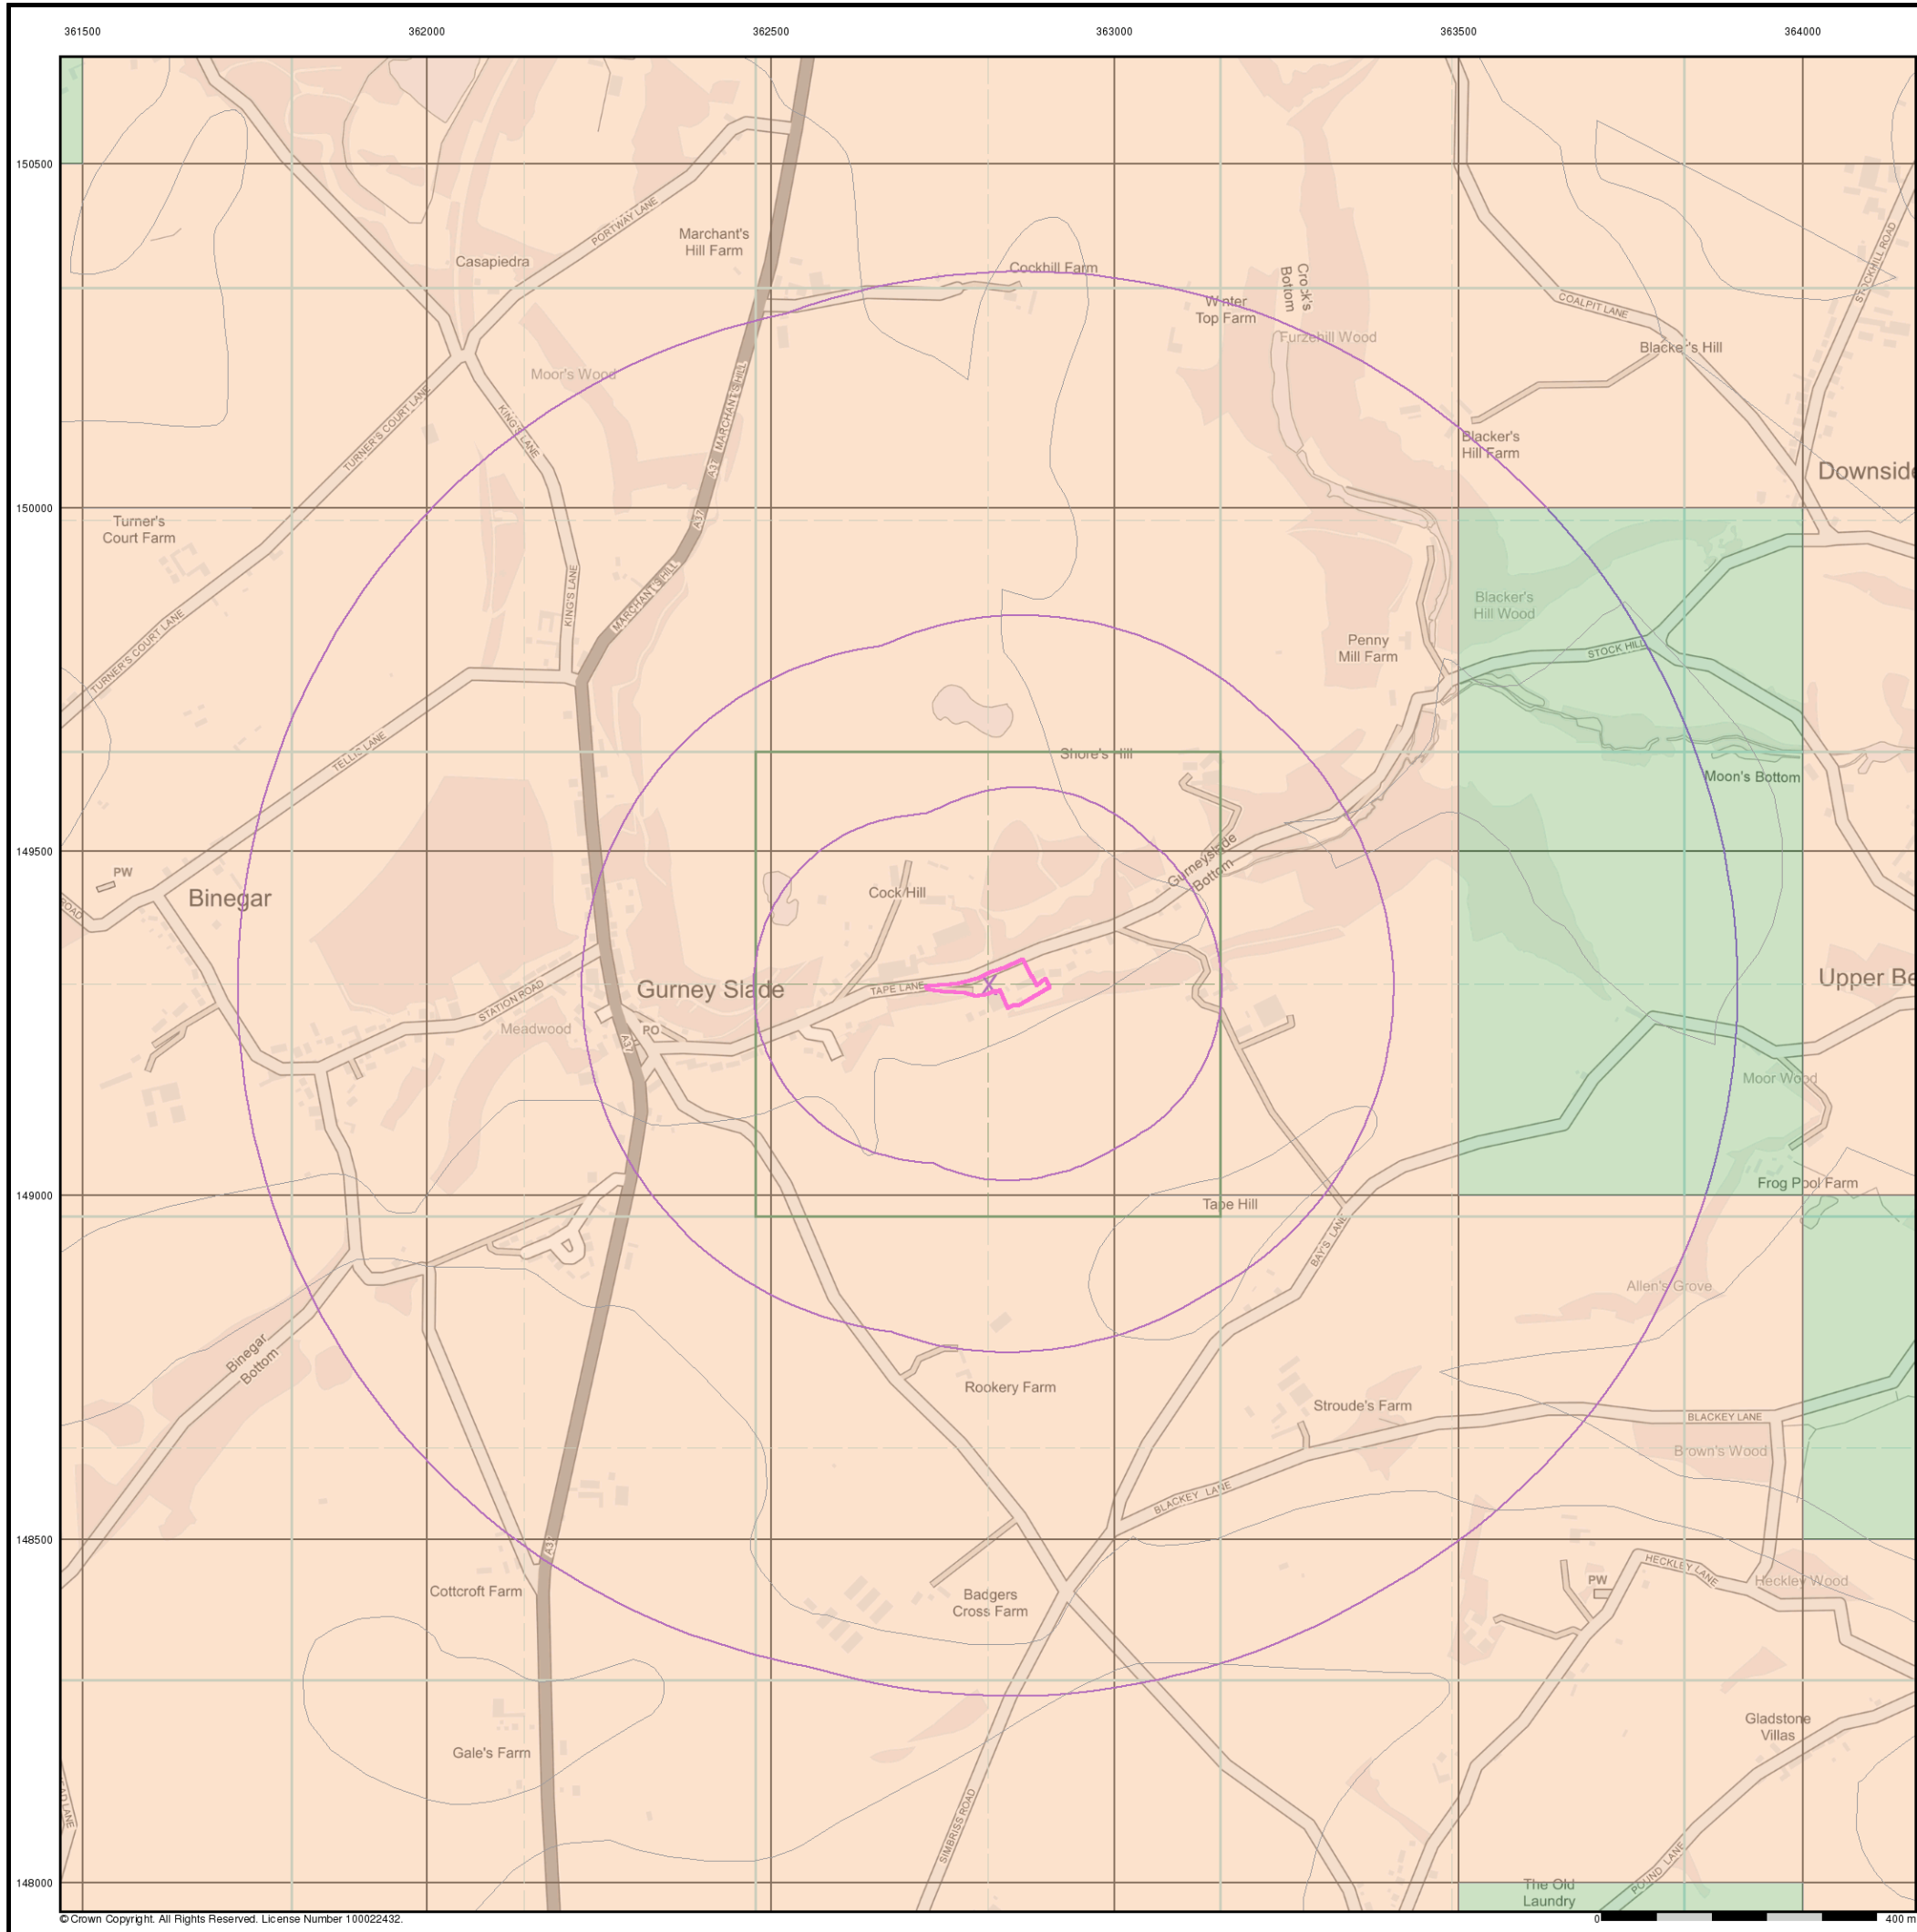 361500 362000 362500 363000 363500 364000
150500
PORTWAY LANE
Marchant's
Hill Farm
Casapiedra
Cockhill Farm
Crock's
Bottom
STOCKHILL ROAD
Winter
Top Farm
COALPIT LANE
Furzehill Wood
Blacker's Hill
Moor's Wood
MARCHANT'S HILL
TURNER'S COURT LANE
KING'S LANE
A37
Blacker's
Hill Farm
Downside
150000
A37
Turner's
Court Farm
KING'S LANE
MARCHANT'S HILL
Blacker's
Hill Wood
TURNER'S COURT LANE
Penny
Mill Farm
STOCK HILL
TELLIS LANE
Shore's Hill
Moon's Bottom
149500
Gurneyslade
Bottom
PW
Binegar
ROAD
Cock Hill
Upper Be
Gurney Slade
TAPE LANE
X
STATION ROAD
Meadwood
PO
A37
Moor Wood
149000
Frog Pool Farm
Tape Hill
BAY'S LANE
Allen's Grove
Binegar
Bottom
Rookery Farm
Stroude's Farm
BLACKEY LANE
Brown's Wood
BLACKEY LANE
148500
A37
HECKLEY LANE
Cottcroft Farm
Badgers
Cross Farm
PW
Heckley Wood
Gladstone
Villas
Gale's Farm
EAD LANE
SIMBRISS ROAD
POUND LANE
148000
The Old
Laundry
© Crown Copyright. All Rights Reserved. License Number 100022432.
0 400 m